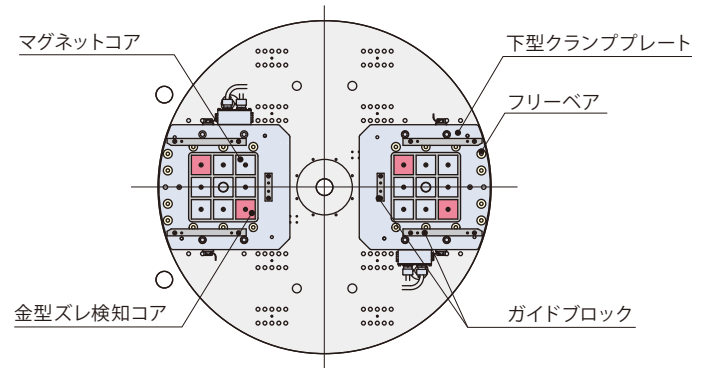 マグネットコア
下型クランププレート
フリーベア
金型ズレ検知コア
ガイドブロック